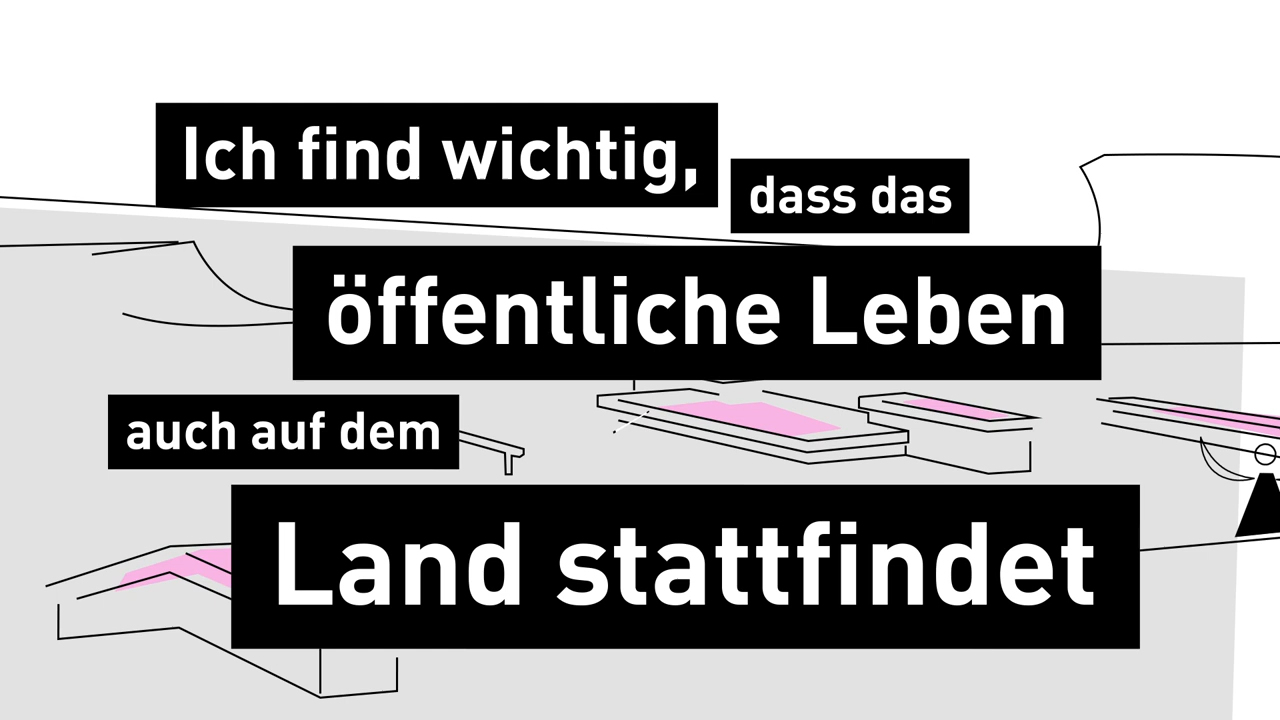 Ich find wichtig,
dass das
öffentliche Leben
auch auf dem
Land stattfindet